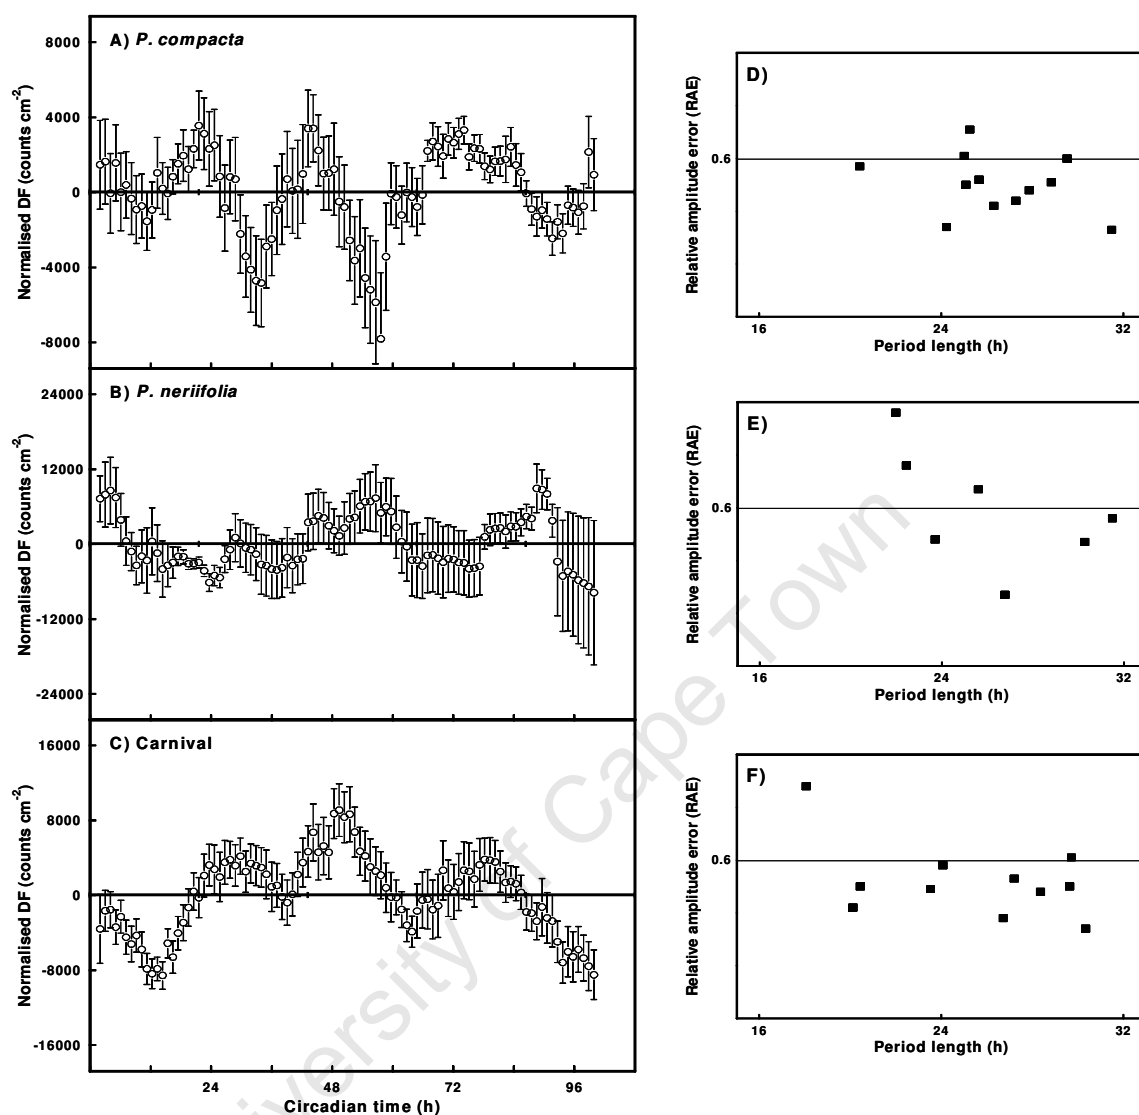 A) P. compacta
8000
4000
0
-4000
-8000
Normalised DF (counts cm-2)
B) P. neriifolia
24000
12000
0
-12000
-24000
Normalised DF (counts cm-2)
C) Carnival
16000
8000
0
-8000
-16000
Normalised DF (counts cm-2)
24 48 72 96
Circadian time (h)
D)
0.6
Relative amplitude error (RAE)
16 24 32
Period length (h)
E)
0.6
Relative amplitude error (RAE)
16 24 32
Period length (h)
F)
0.6
Relative amplitude error (RAE)
16 24 32
Period length (h)
iversity of Cape Town